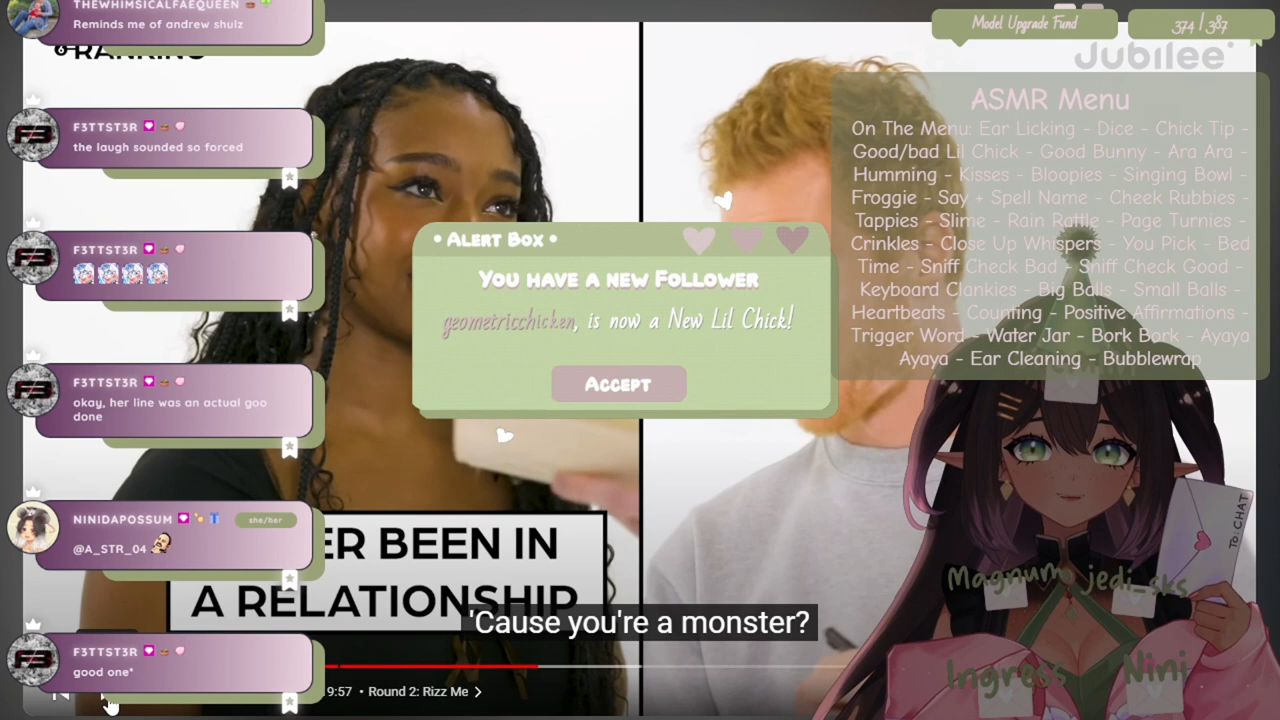 THEWHIMSICALFAEQUEEN
Reminds me of andrew shulz
RANKING
F3TTST3R
the laugh sounded so forced
F3TTST3R
F3TTST3R
okay, her line was an actual goo
done
NINIDAPOSSUM she/her
@A_STR_04
F3TTST3R
good one*
• ALERT BOX •
YOU HAVE A NEW FOLLOWER
geometricchicken, is now a New Lil Chick!
ACCEPT
ER BEEN IN
A RELATIONSHIP
'Cause you're a monster?
9:57 • Round 2: Rizz Me
Model Upgrade Fund
374 / 387
Jubilee
ASMR Menu
On The Menu: Ear Licking - Dice - Chick Tip -
Good/bad Lil Chick - Good Bunny - Ara Ara -
Humming - Kisses - Bloopies - Singing Bowl -
Froggie - Say + Spell Name - Cheek Rubbies -
Tappies - Slime - Rain Rattle - Page Turnies -
Crinkles - Close Up Whispers - You Pick - Bed
Time - Sniff Check Bad - Sniff Check Good -
Keyboard Clankies - Big Balls - Small Balls -
Heartbeats - Counting - Positive Affirmations -
Trigger Word - Water Jar - Bork Bork - Ayaya
Ayaya - Ear Cleaning - Bubblewrap
TO: CHAT
Magnum jedi_sks
Ingress Nini